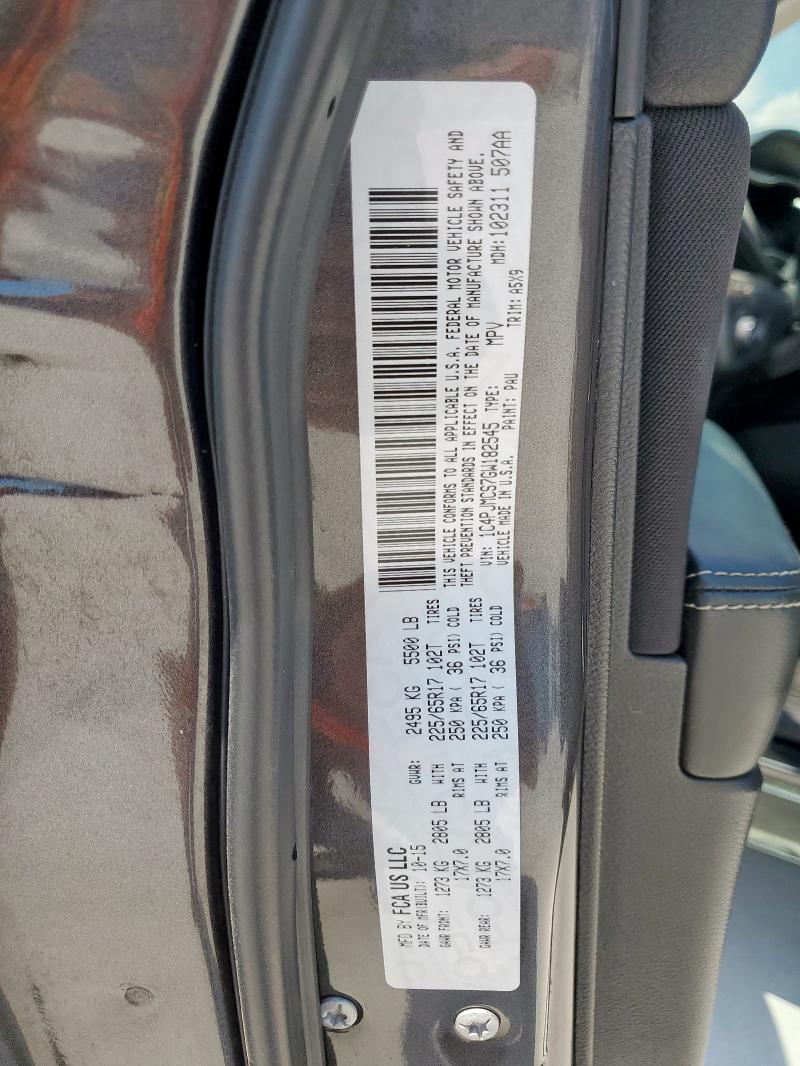 MFD BY FCA US LLC
DATE OF MFR(BUILT): 10-15 GVWR: 2495 KG 5500 LB
GAWR FRONT: 1273 KG 2805 LB WITH 225/65R17 102T TIRES
17X7.0 RIMS AT 250 KPA ( 36 PSI) COLD
GAWR REAR: 1273 KG 2805 LB WITH 225/65R17 102T TIRES
17X7.0 RIMS AT 250 KPA ( 36 PSI) COLD
THIS VEHICLE CONFORMS TO ALL APPLICABLE U.S.A. FEDERAL MOTOR VEHICLE SAFETY AND
THEFT PREVENTION STANDARDS IN EFFECT ON THE DATE OF MANUFACTURE SHOWN ABOVE.
VIN: 1C4PJMCS7GW182545 TYPE: MPV MDH: 102311 507AA
VEHICLE MADE IN U.S.A. PAINT: PAU TRIM: A5X9